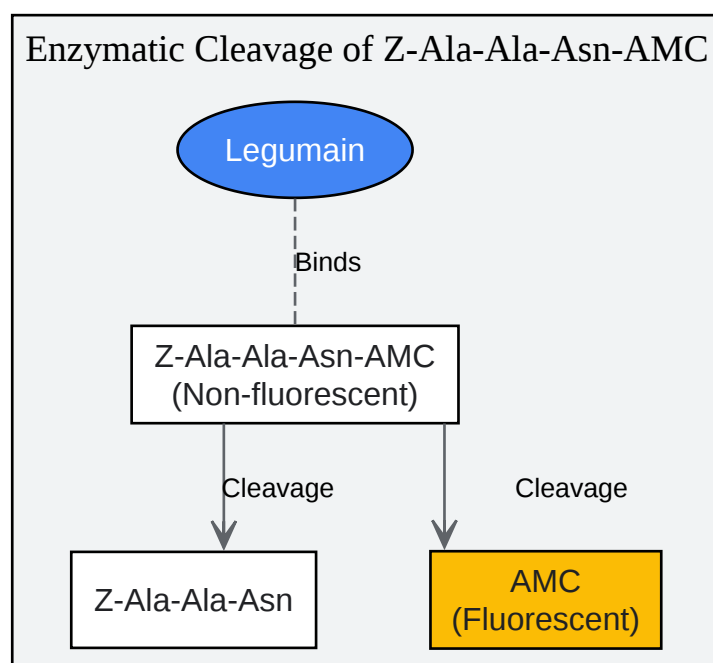 Enzymatic Cleavage of Z-Ala-Ala-Asn-AMC
Legumain
Binds
Z-Ala-Ala-Asn-AMC
(Non-fluorescent)
Cleavage
Cleavage
Z-Ala-Ala-Asn
AMC
(Fluorescent)